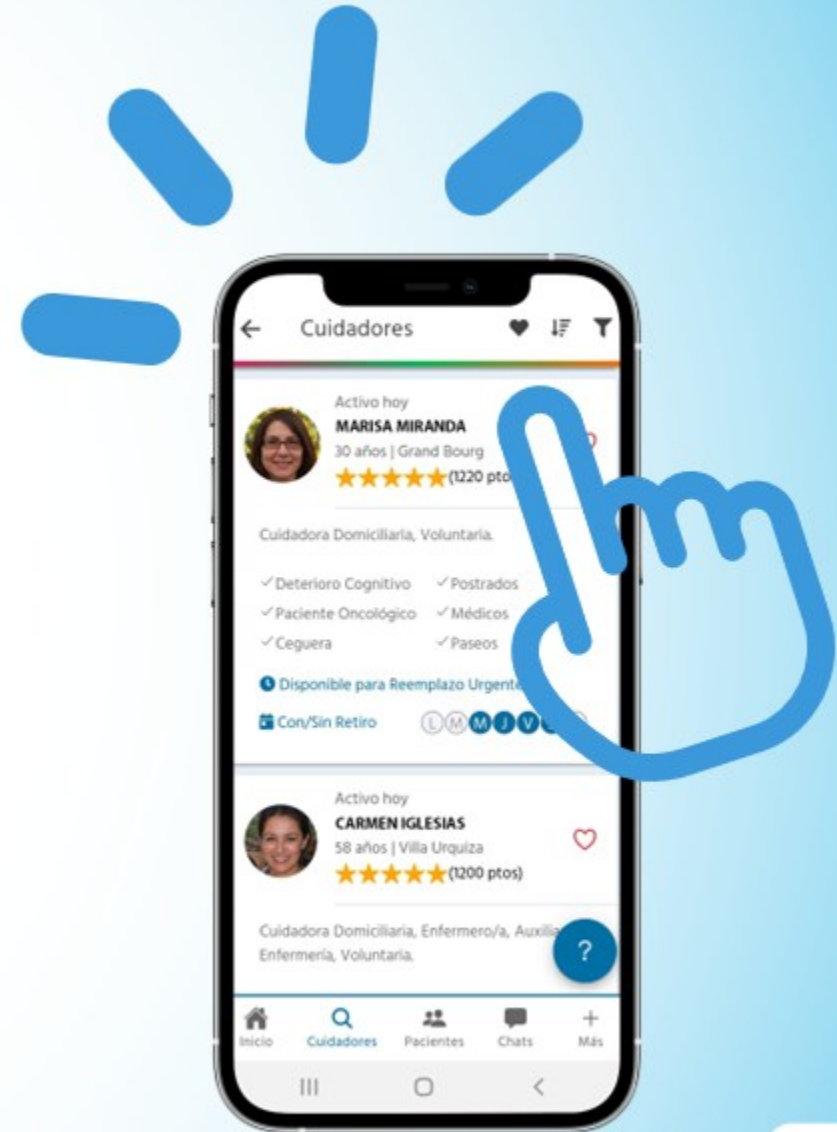 Cuidadores
Activo hoy
MARISA MIRANDA
30 años | Grand Bourg
(1220 pto
Cuidadora Domiciliaria, Voluntaria.
✓Deterioro Cognitivo ✓Postrados
✓Paciente Oncológico ✓Médicos
✓Ceguera ✓Paseos
Disponible para Reemplazo Urgente
Con/Sin Retiro L M M J V
Activo hoy
CARMEN IGLESIAS
58 años | Villa Urquiza
(1200 ptos)
Cuidadora Domiciliaria, Enfermero/a,
Enfermería, Voluntaria.
?
Inicio Cuidadores Pacientes Chats Más